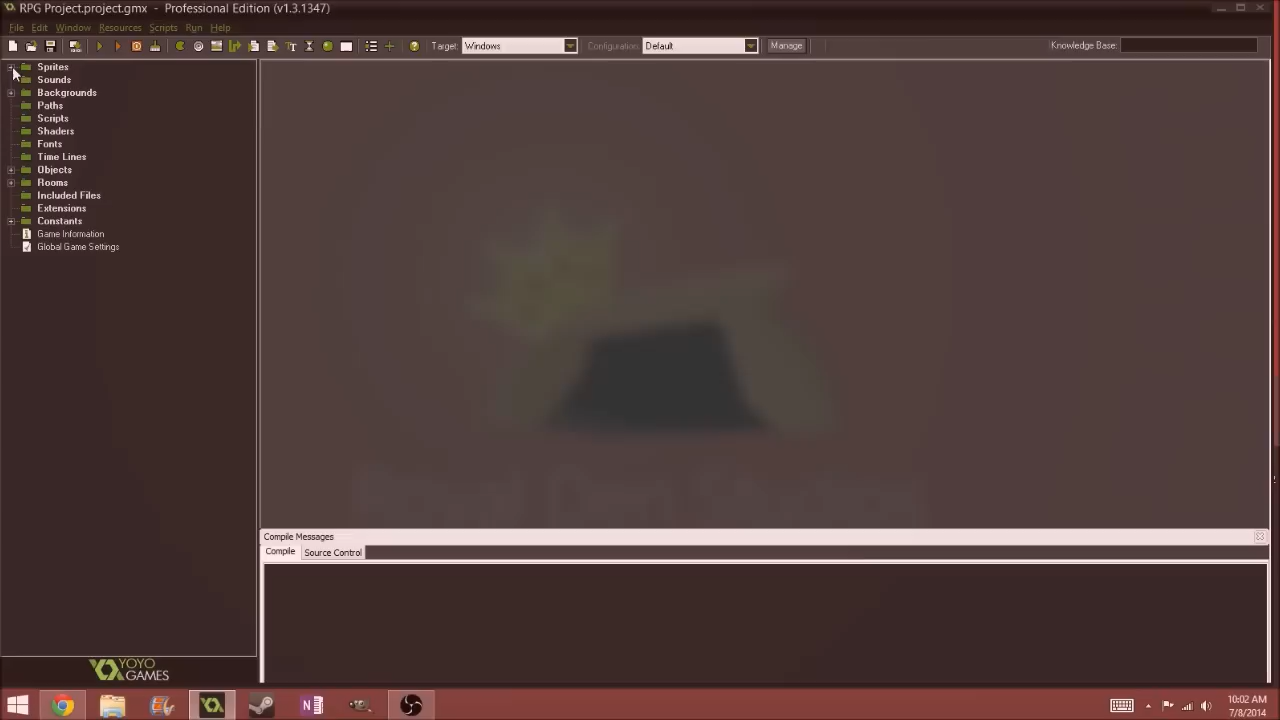 RPG Project.project.gmx - Professional Edition (v1.3.1347)
File Edit Window Resources Scripts Run Help
Target: Windows Configuration: Default Manage Knowledge Base:
Sprites
Sounds
Backgrounds
Paths
Scripts
Shaders
Fonts
Time Lines
Objects
Rooms
Included Files
Extensions
Constants
Game Information
Global Game Settings
Compile Messages
Compile Source Control
YOYO
GAMES
10:02 AM
7/8/2014